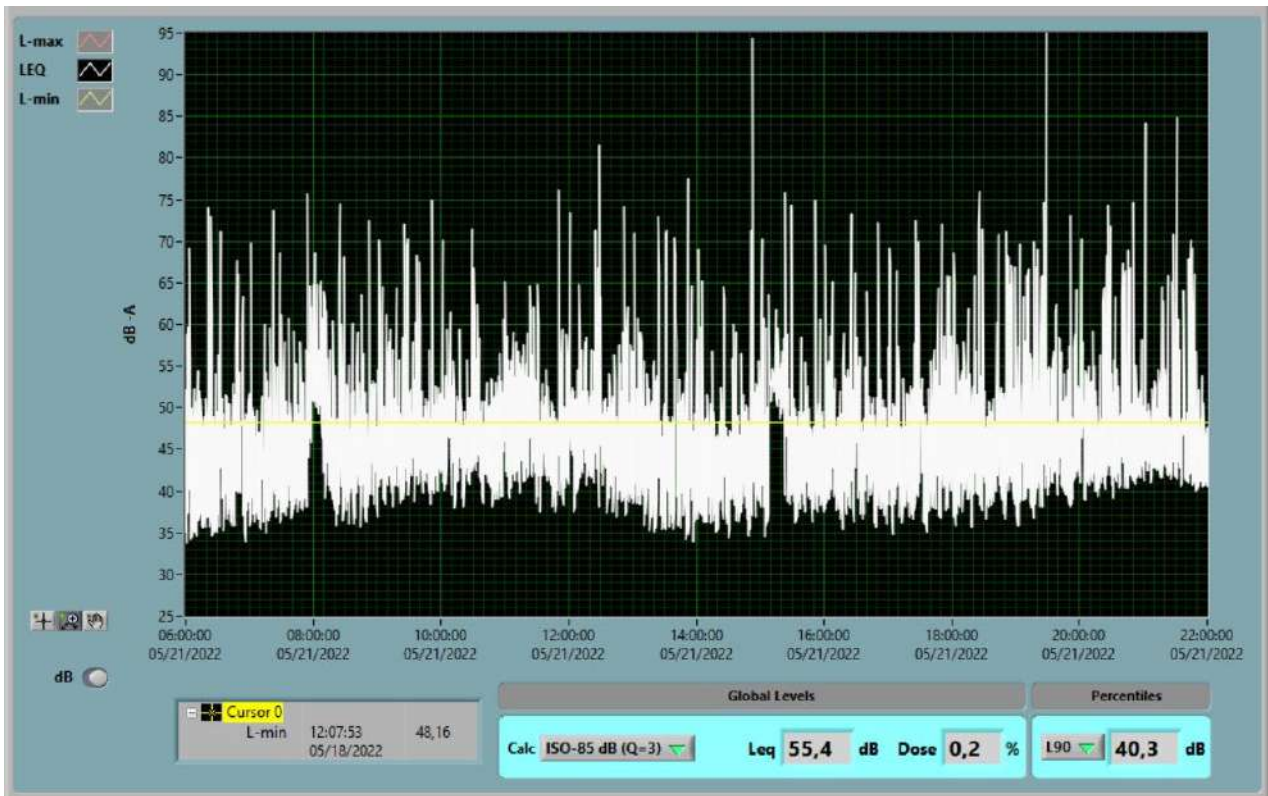 L-max
LEQ
L-min
dB -A
95
90
85
80
75
70
65
60
55
50
45
40
35
30
25
06:00:00 08:00:00 10:00:00 12:00:00 14:00:00 16:00:00 18:00:00 20:00:00 22:00:00
05/21/2022 05/21/2022 05/21/2022 05/21/2022 05/21/2022 05/21/2022 05/21/2022 05/21/2022 05/21/2022
dB
Cursor 0
L-min 12:07:53 48,16
05/18/2022
Global Levels
Calc ISO-85 dB (Q=3) Leq 55,4 dB Dose 0,2 %
Percentiles
L90 40,3 dB